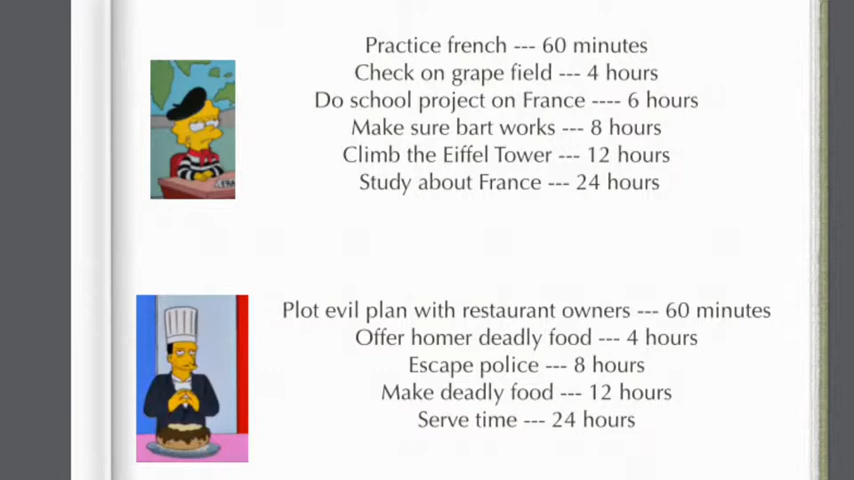 Practice french --- 60 minutes
Check on grape field --- 4 hours
Do school project on France ---- 6 hours
Make sure bart works --- 8 hours
Climb the Eiffel Tower --- 12 hours
Study about France --- 24 hours
Plot evil plan with restaurant owners --- 60 minutes
Offer homer deadly food --- 4 hours
Escape police --- 8 hours
Make deadly food --- 12 hours
Serve time --- 24 hours